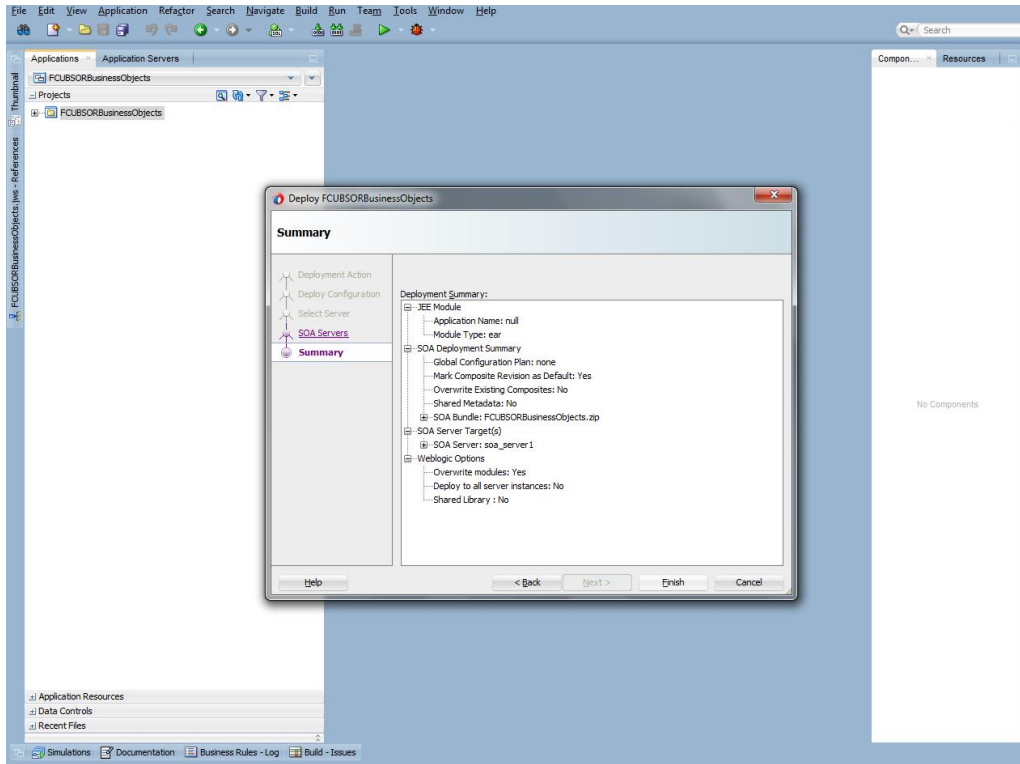 File Edit View Application Refactor Search Navigate Build Run Team Tools Window Help
Search
Applications Application Servers
Compon... Resources
FCUBSORBusinessObjects
Projects
FCUBSORBusinessObjects
Thumbnail
FCUBSORBusinessObjects.jws - References
Deploy FCUBSORBusinessObjects
Summary
Deployment Action
Deploy Configuration
Select Server
SOA Servers
Summary
Deployment Summary:
JEE Module
Application Name: null
Module Type: ear
SOA Deployment Summary
Global Configuration Plan: none
Mark Composite Revision as Default: Yes
Overwrite Existing Composites: No
Shared Metadata: No
SOA Bundle: FCUBSORBusinessObjects.zip
SOA Server Target(s)
SOA Server: soa_server1
Weblogic Options
Overwrite modules: Yes
Deploy to all server instances: No
Shared Library : No
No Components
Help < Back Next > Finish Cancel
Application Resources
Data Controls
Recent Files
Simulations Documentation Business Rules - Log Build - Issues